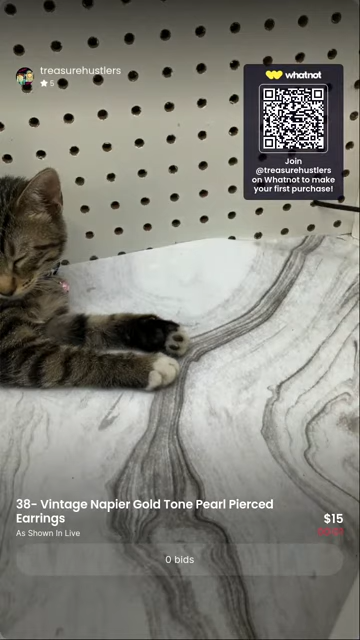 treasurehustlers
★ 5
whatnot
Join
@treasurehustlers
on Whatnot to make
your first purchase!
38- Vintage Napier Gold Tone Pearl Pierced
Earrings
$15
As Shown In Live
0 bids